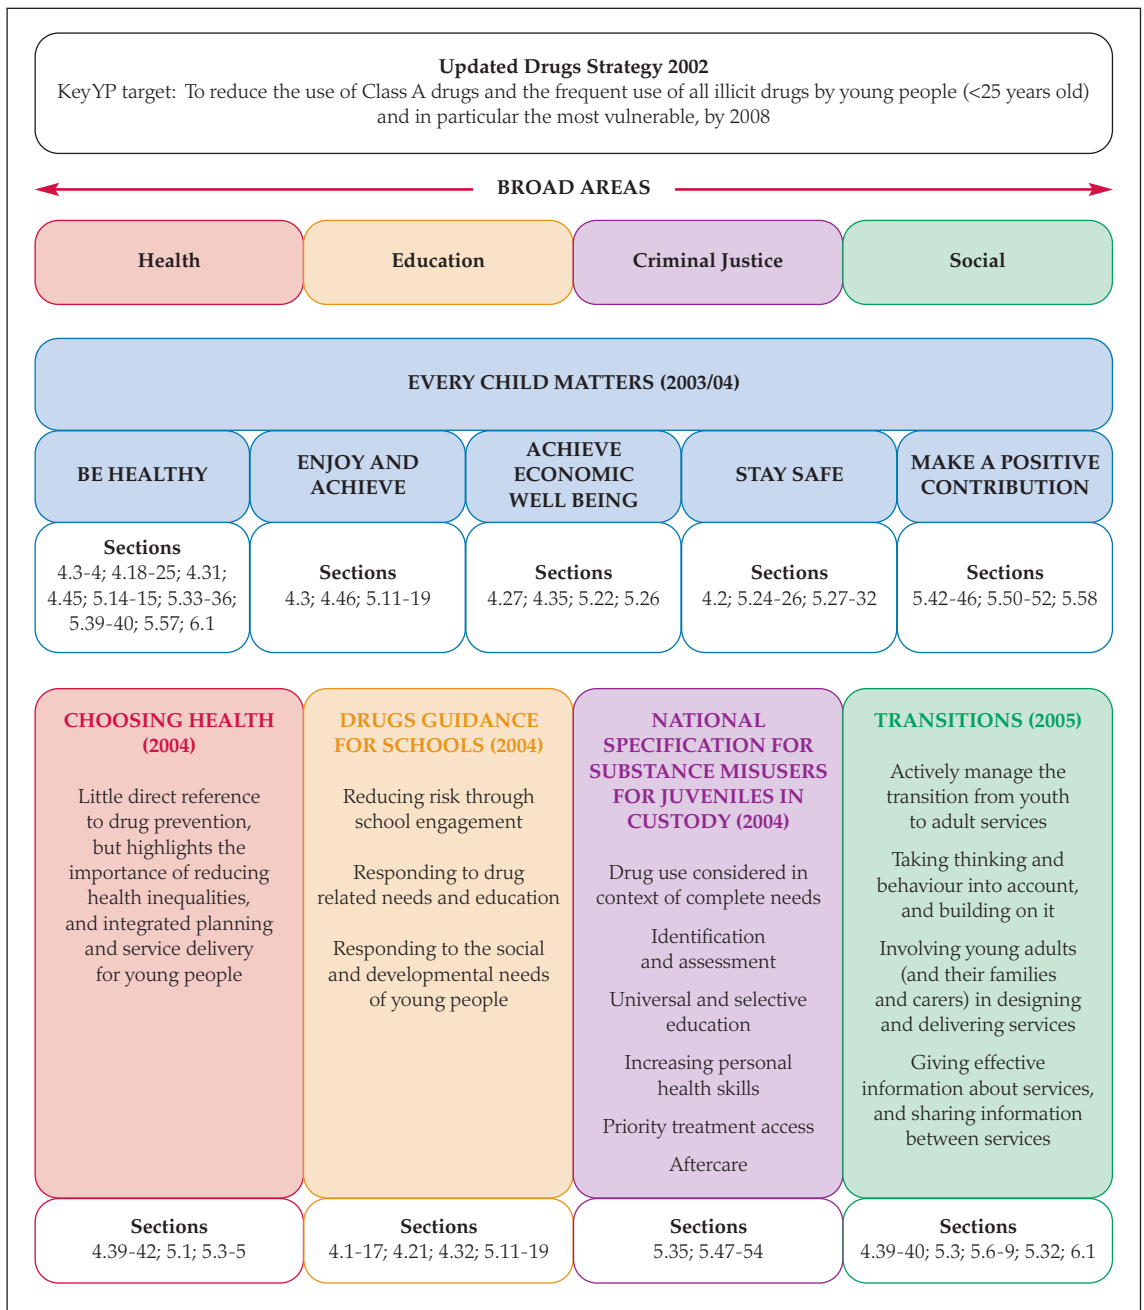 Updated Drugs Strategy 2002
Key YP target: To reduce the use of Class A drugs and the frequent use of all illicit drugs by young people (<25 years old)
and in particular the most vulnerable, by 2008
BROAD AREAS
Health
Education
Criminal Justice
Social
EVERY CHILD MATTERS (2003/04)
BE HEALTHY
ENJOY AND
ACHIEVE
ACHIEVE
ECONOMIC
WELL BEING
STAY SAFE
MAKE A POSITIVE
CONTRIBUTION
Sections
4.3-4; 4.18-25; 4.31;
4.45; 5.14-15; 5.33-36;
5.39-40; 5.57; 6.1
Sections
4.3; 4.46; 5.11-19
Sections
4.27; 4.35; 5.22; 5.26
Sections
4.2; 5.24-26; 5.27-32
Sections
5.42-46; 5.50-52; 5.58
CHOOSING HEALTH
(2004)
Little direct reference
to drug prevention,
but highlights the
importance of reducing
health inequalities,
and integrated planning
and service delivery
for young people
Sections
4.39-42; 5.1; 5.3-5
DRUGS GUIDANCE
FOR SCHOOLS (2004)
Reducing risk through
school engagement
Responding to drug
related needs and education
Responding to the social
and developmental needs
of young people
Sections
4.1-17; 4.21; 4.32; 5.11-19
NATIONAL
SPECIFICATION FOR
SUBSTANCE MISUSERS
FOR JUVENILES IN
CUSTODY (2004)
Drug use considered in
context of complete needs
Identification
and assessment
Universal and selective
education
Increasing personal
health skills
Priority treatment access
Aftercare
Sections
5.35; 5.47-54
TRANSITIONS (2005)
Actively manage the
transition from youth
to adult services
Taking thinking and
behaviour into account,
and building on it
Involving young adults
(and their families
and carers) in designing
and delivering services
Giving effective
information about services,
and sharing information
between services
Sections
4.39-40; 5.3; 5.6-9; 5.32; 6.1